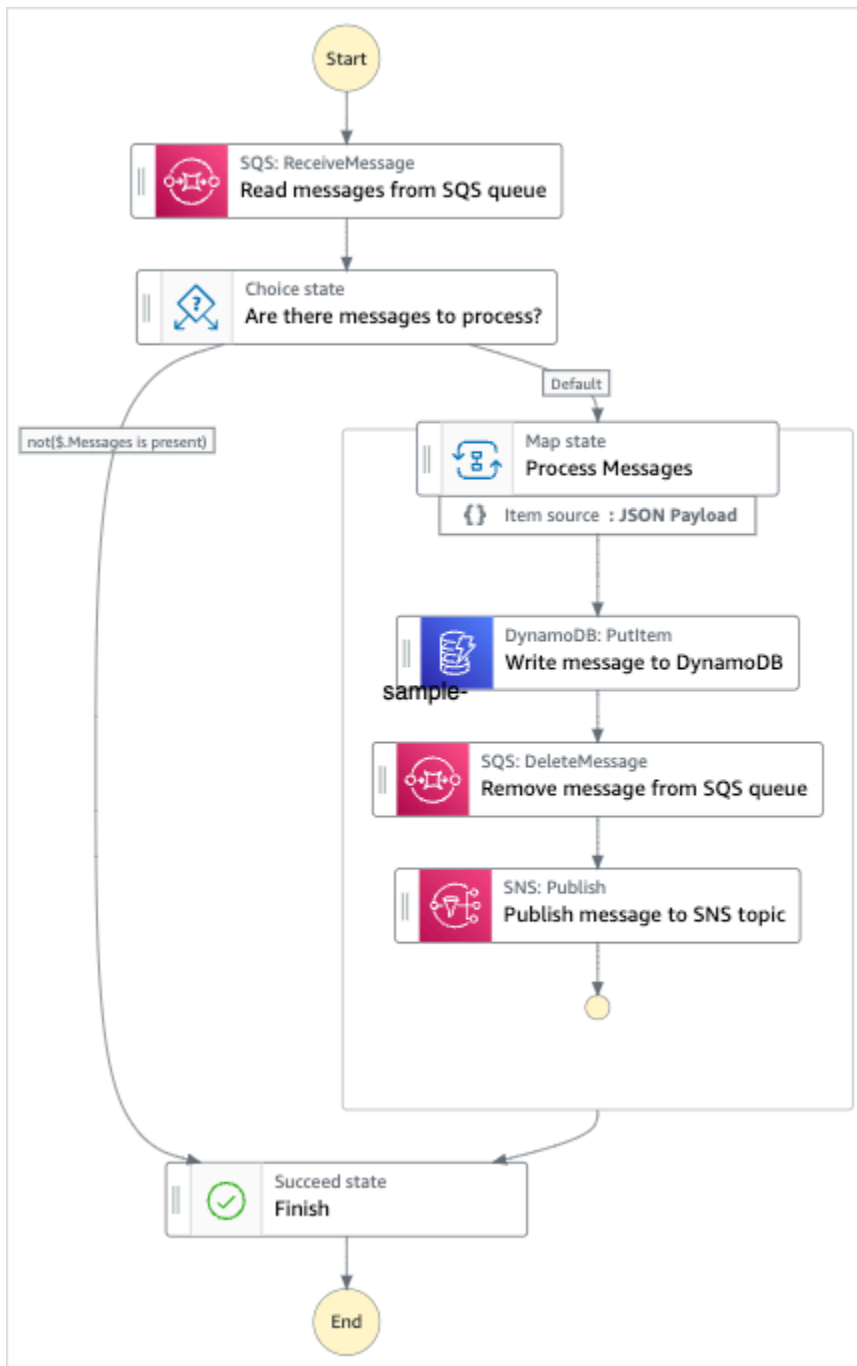 Start
SQS: ReceiveMessage
Read messages from SQS queue
Choice state
Are there messages to process?
Default
not($.Messages is present)
Map state
Process Messages
{} Item source : JSON Payload
DynamoDB: PutItem
Write message to DynamoDB
sample-
SQS: DeleteMessage
Remove message from SQS queue
SNS: Publish
Publish message to SNS topic
Succeed state
Finish
End